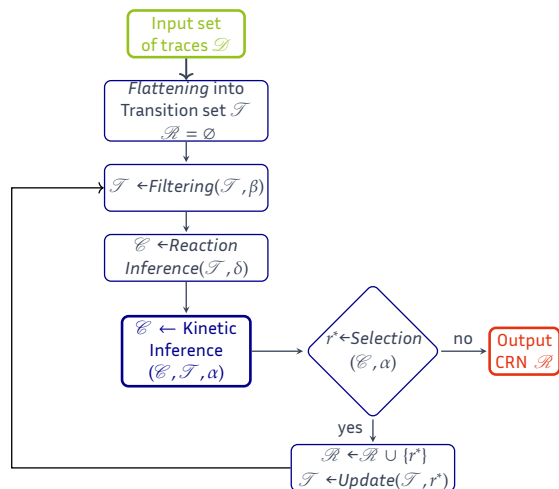 Input set
of traces 𝒟
Flattening into
Transition set 𝒯
ℛ = ∅
𝒯 ←Filtering(𝒯, β)
𝒞 ←Reaction
Inference(𝒯, δ)
𝒞 ← Kinetic
Inference
(𝒞, 𝒯, α)
r*←Selection
(𝒞, α)
no
Output
CRN ℛ
yes
ℛ ←ℛ ∪ {r*}
𝒯 ←Update(𝒯, r*)